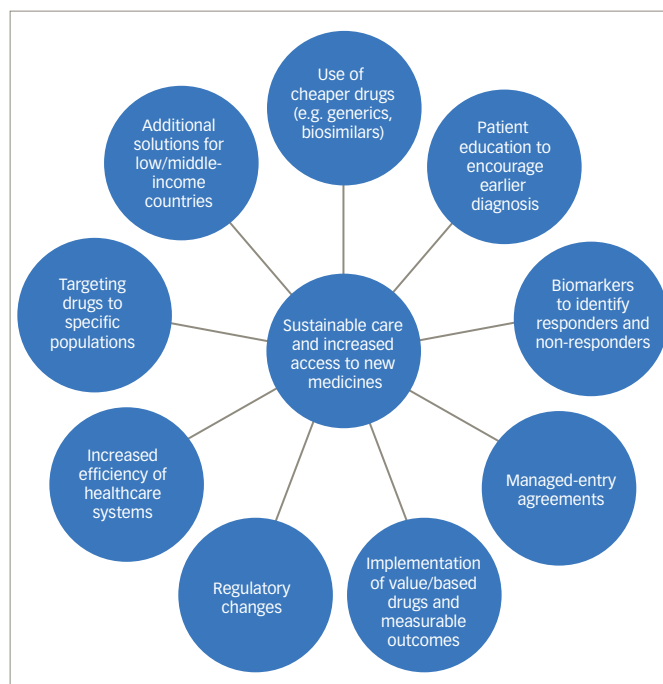 Use of
cheaper drugs
(e.g. generics,
biosimilars)
Patient
education to
encourage
earlier
diagnosis
Biomarkers
to identify
responders and
non-responders
Managed-entry
agreements
Implementation
of value/based
drugs and
measurable
outcomes
Regulatory
changes
Increased
efficiency of
healthcare
systems
Targeting
drugs to
specific
populations
Additional
solutions for
low/middle-
income
countries
Sustainable care
and increased
access to new
medicines